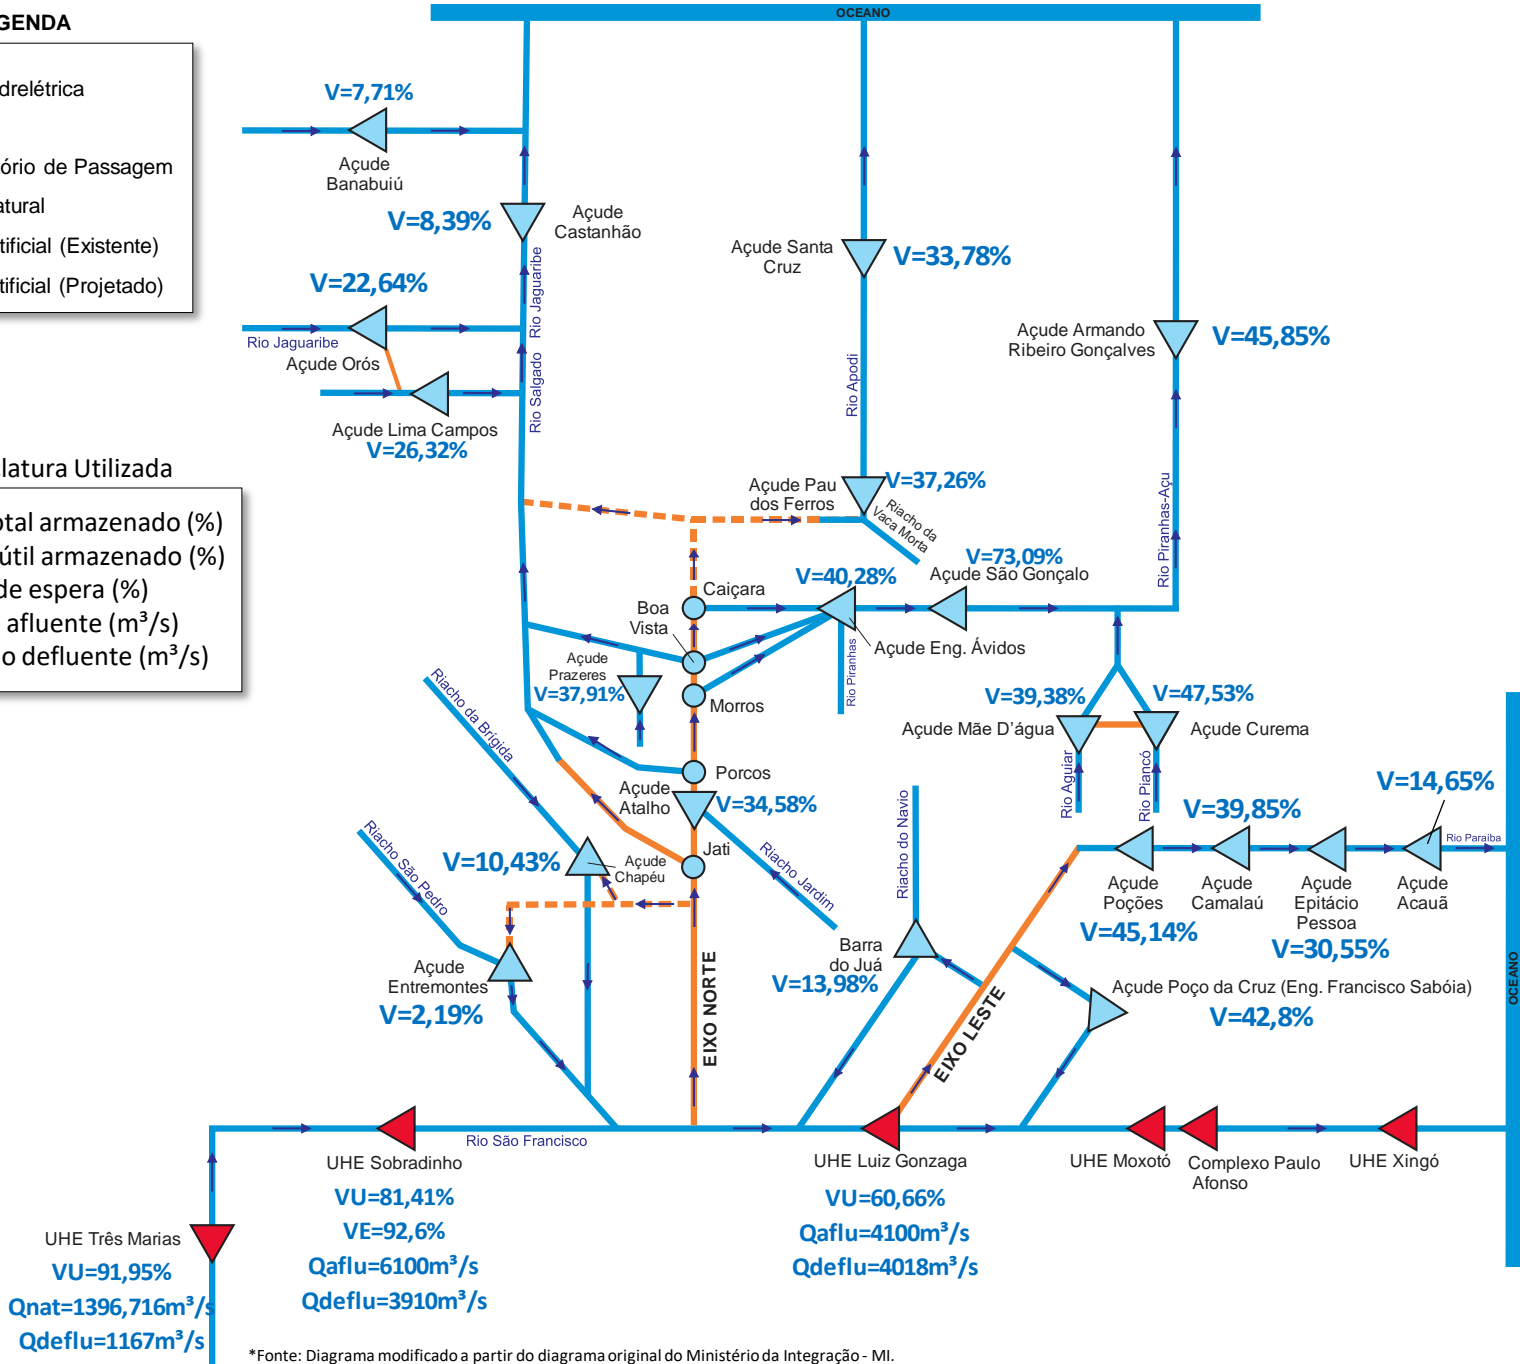 OCEANO
GENDA
drelétrica
ório de Passagem
atural
tificial (Existente)
tificial (Projetado)
V=7,71%
Açude
Banabuiú
V=8,39%
Açude
Castanhão
V=22,64%
Rio Jaguaribe
Açude Orós
Rio Jaguaribe
Rio Salgado
Açude Lima Campos
V=26,32%
Açude Santa
Cruz
V=33,78%
Rio Apodi
Açude Armando
Ribeiro Gonçalves
V=45,85%
Rio Piranhas-Açu
clatura Utilizada
otal armazenado (%)
útil armazenado (%)
de espera (%)
afluente (m³/s)
o defluente (m³/s)
Açude Pau
dos Ferros
V=37,26%
Riacho da
Vaca Morta
V=73,09%
Açude São Gonçalo
V=40,28%
Açude Eng. Ávidos
Rio Piranhas
Caiçara
Boa
Vista
Açude
Prazeres
V=37,91%
Morros
Porcos
Açude
Atalho
V=34,58%
Jati
Riacho Jardim
Riacho da Brígida
Riacho São Pedro
V=10,43%
Açude
Chapéu
Açude
Entremontes
V=2,19%
EIXO NORTE
V=39,38%
Açude Mãe D'água
V=47,53%
Açude Curema
Rio Aguiar
Rio Piancó
V=14,65%
V=39,85%
Rio Paraíba
Açude
Poções
V=45,14%
Açude
Camalaú
Açude
Epitácio
Pessoa
V=30,55%
Açude
Acauã
Riacho do Navio
Barra
do Juá
V=13,98%
EIXO LESTE
Açude Poço da Cruz (Eng. Francisco Sabóia)
V=42,8%
OCEANO
Rio São Francisco
UHE Sobradinho
VU=81,41%
VE=92,6%
Qaflu=6100m³/s
Qdeflu=3910m³/s
UHE Luiz Gonzaga
VU=60,66%
Qaflu=4100m³/s
Qdeflu=4018m³/s
UHE Moxotó
Complexo Paulo
Afonso
UHE Xingó
UHE Três Marias
VU=91,95%
Qnat=1396,716m³/s
Qdeflu=1167m³/s
*Fonte: Diagrama modificado a partir do diagrama original do Ministério da Integração - MI.